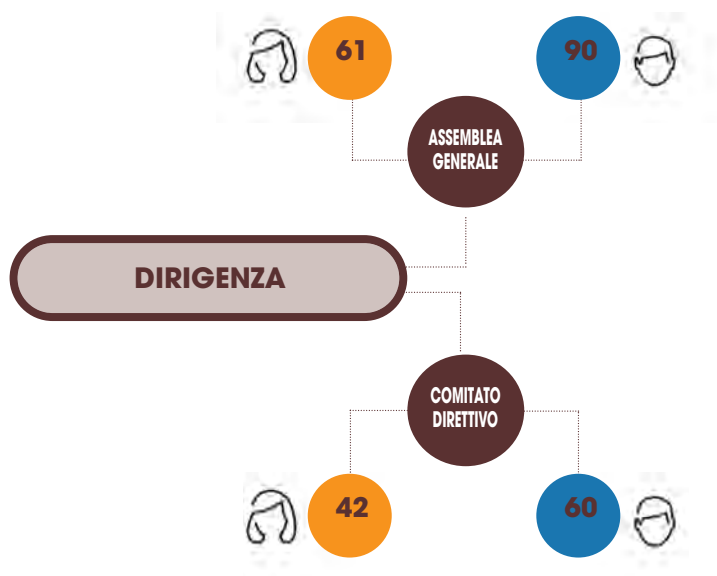 61
90
ASSEMBLEA
GENERALE
DIRIGENZA
COMITATO
DIRETTIVO
42
60